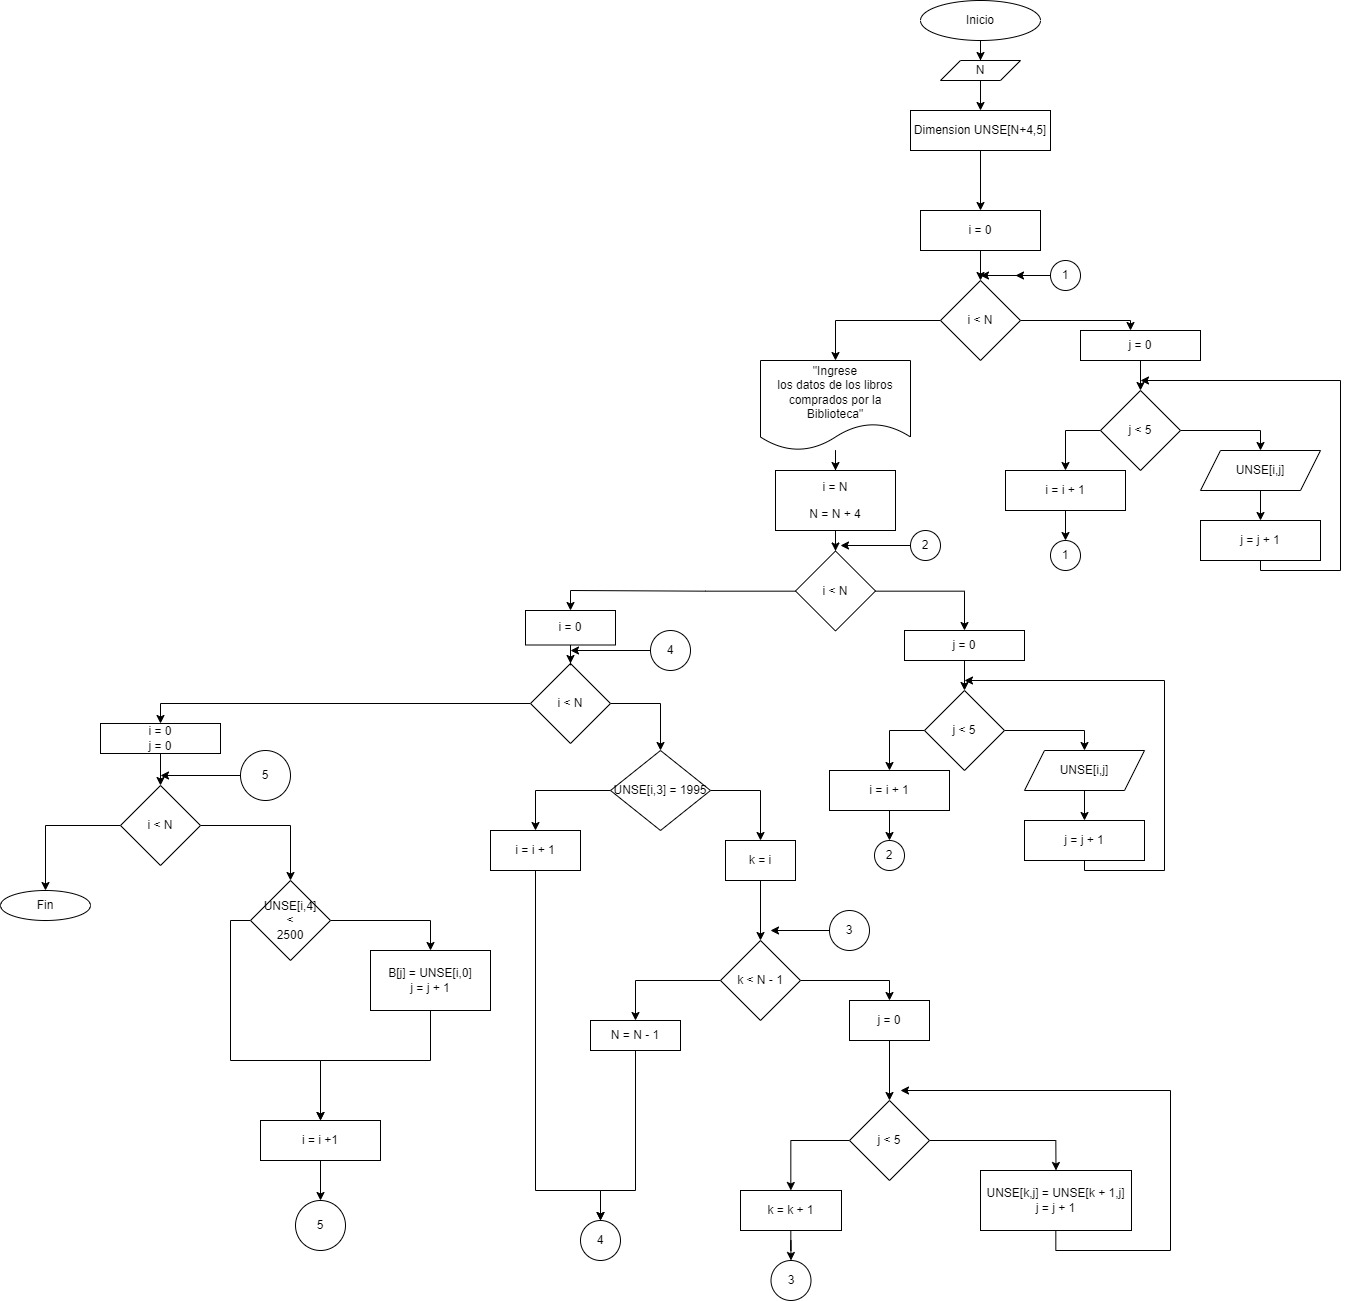 Inicio
N
Dimension UNSE[N+4,5]
i = 0
1
i < N
j = 0
"Ingrese
los datos de los libros
comprados por la
Biblioteca"
j < 5
UNSE[i,j]
i = i + 1
j = j + 1
1
i = N
N = N + 4
2
i < N
i = 0
j = 0
4
i < N
j < 5
UNSE[i,j]
i = i + 1
j = j + 1
2
i = 0
j = 0
5
i < N
UNSE[i,3] = 1995
i = i + 1
k = i
Fin
UNSE[i,4]
<
2500
B[j] = UNSE[i,0]
j = j + 1
3
k < N - 1
N = N - 1
j = 0
i = i +1
5
j < 5
UNSE[k,j] = UNSE[k + 1,j]
j = j + 1
k = k + 1
4
3